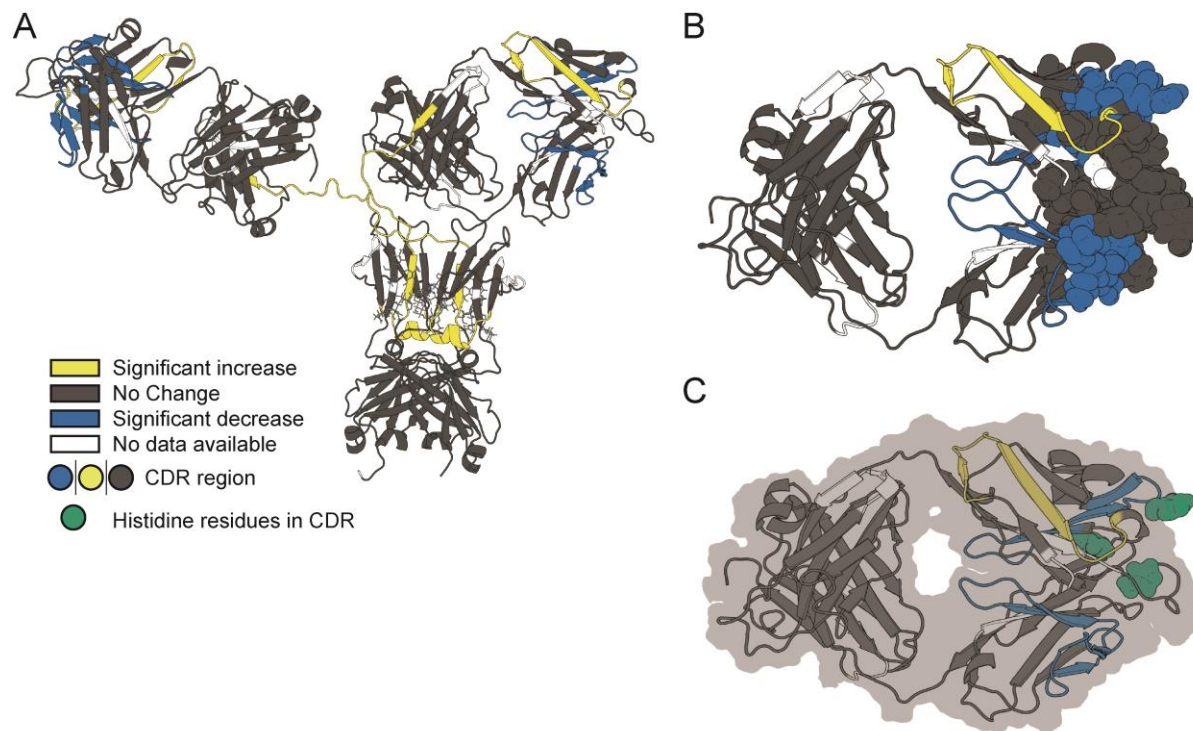 A
B
Significant increase
No Change
Significant decrease
No data available
CDR region
Histidine residues in CDR
C